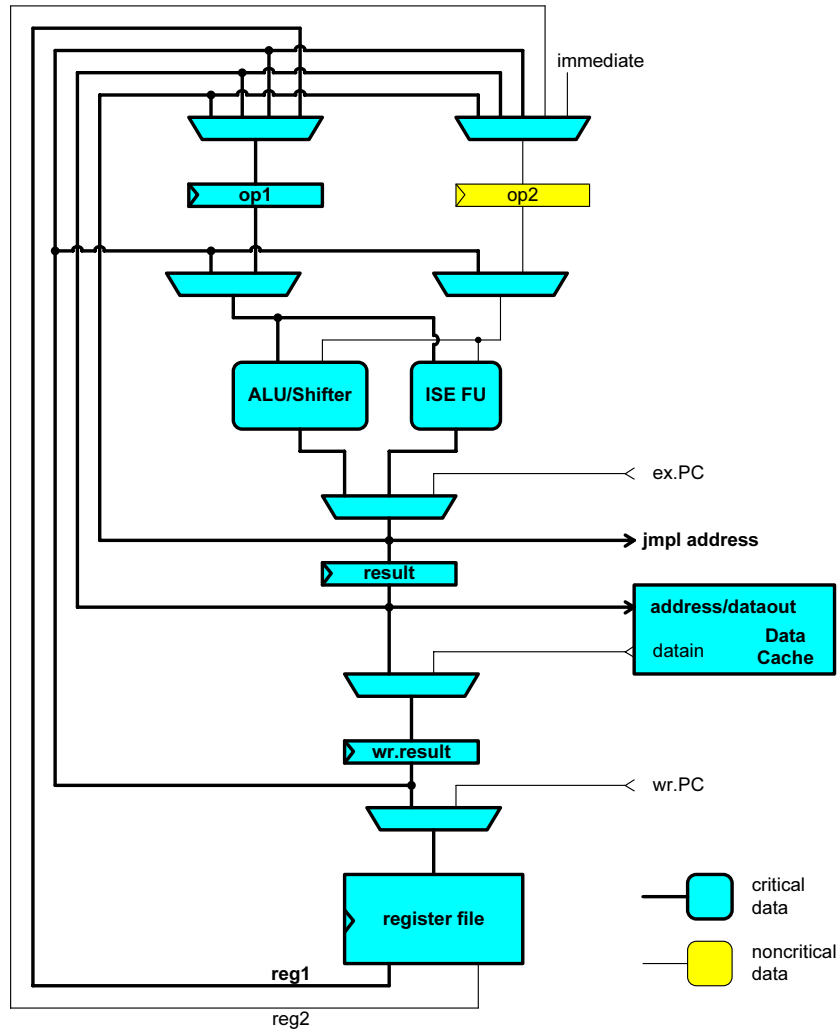 immediate
op1
op2
ALU/Shifter
ISE FU
ex.PC
jmpl address
result
address/dataout
datain
Data
Cache
wr.result
wr.PC
register file
critical
data
noncritical
data
reg1
reg2